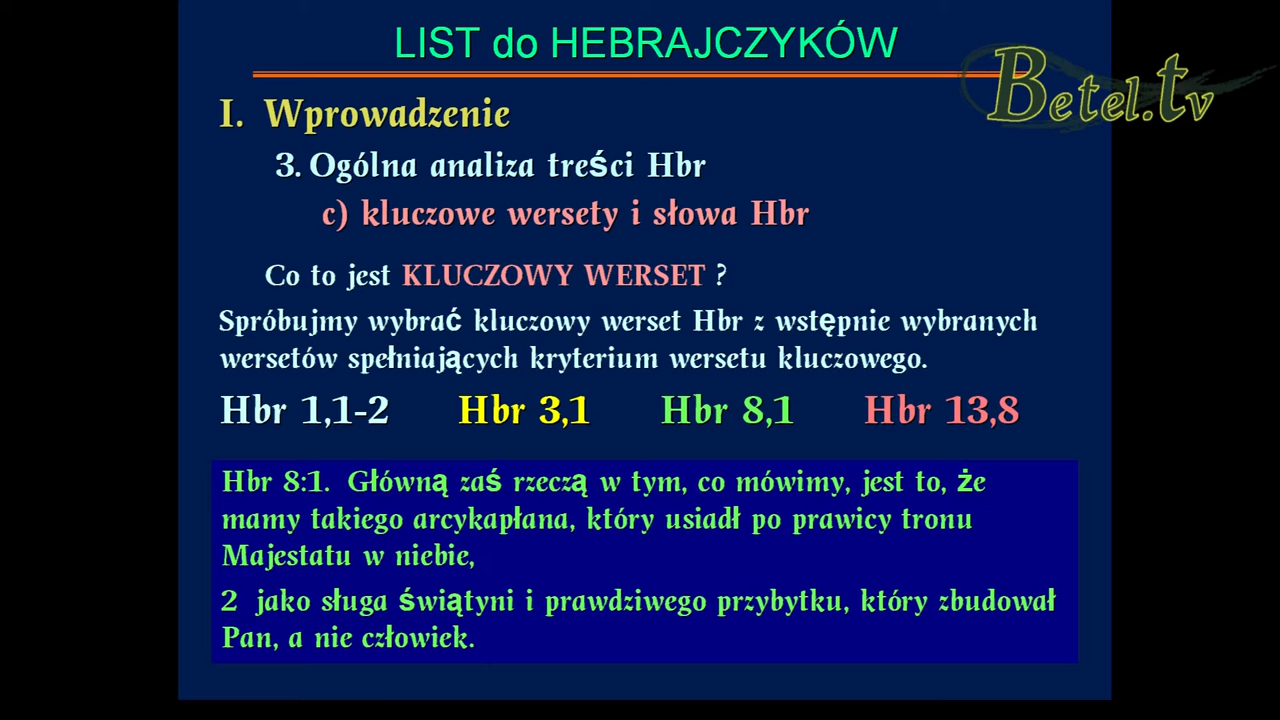 LIST do HEBRAJCZYKÓW
Betel.tv
I. Wprowadzenie
3. Ogólna analiza treści Hbr
c) kluczowe wersety i słowa Hbr
Co to jest KLUCZOWY WERSET ?
Spróbujmy wybrać kluczowy werset Hbr z wstępnie wybranych
wersetów spełniających kryterium wersetu kluczowego.
Hbr 1,1-2 Hbr 3,1 Hbr 8,1 Hbr 13,8
Hbr 8:1. Główną zaś rzeczą w tym, co mówimy, jest to, że
mamy takiego arcykapłana, który usiadł po prawicy tronu
Majestatu w niebie,
2 jako sługa świątyni i prawdziwego przybytku, który zbudował
Pan, a nie człowiek.